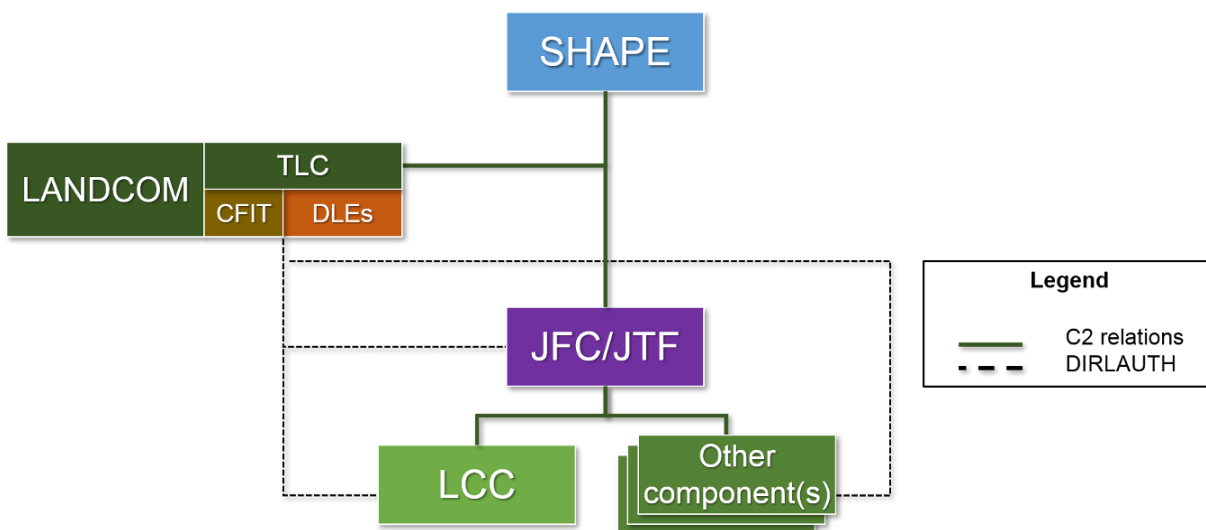 SHAPE
LANDCOM
TLC
CFIT
DLEs
JFC/JTF
LCC
Other
component(s)
Legend
C2 relations
DIRLAUTH